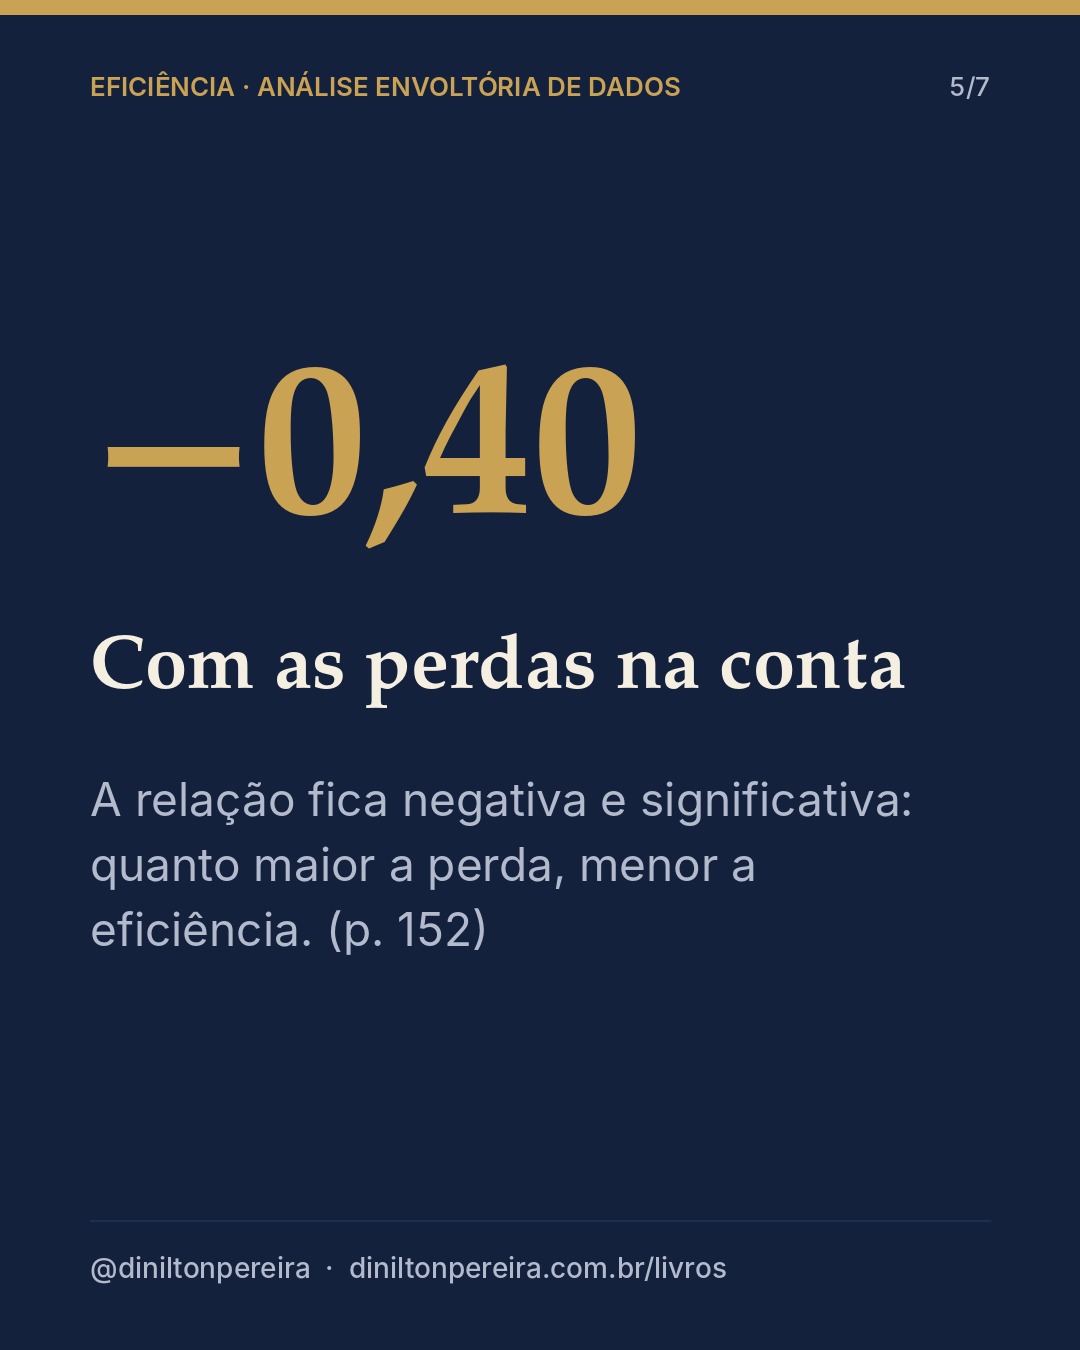 EFICIÊNCIA · ANÁLISE ENVOLTÓRIA DE DADOS
5/7
−0,40
Com as perdas na conta
A relação fica negativa e significativa:
quanto maior a perda, menor a
eficiência. (p. 152)
@diniltonpereira · diniltonpereira.com.br/livros